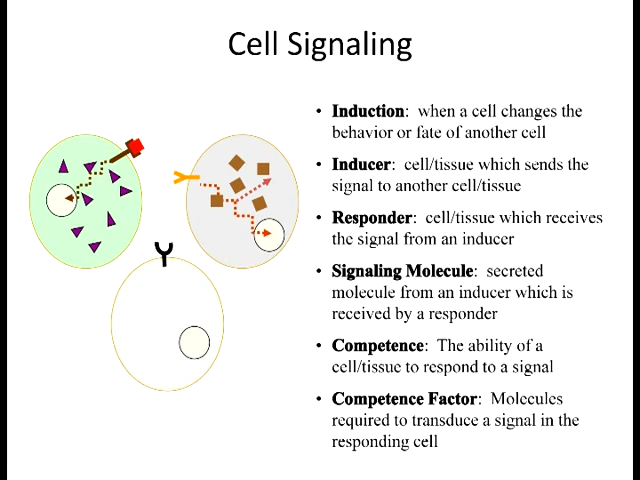 Cell Signaling
• Induction: when a cell changes the
behavior or fate of another cell
• Inducer: cell/tissue which sends the
signal to another cell/tissue
• Responder: cell/tissue which receives
the signal from an inducer
• Signaling Molecule: secreted
molecule from an inducer which is
received by a responder
• Competence: The ability of a
cell/tissue to respond to a signal
• Competence Factor: Molecules
required to transduce a signal in the
responding cell